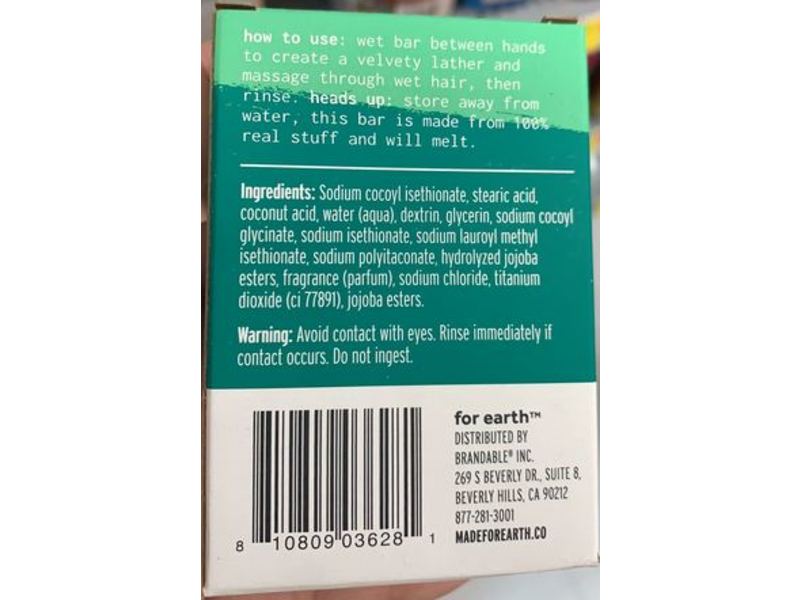 how to use: wet bar between hands
to create a velvety lather and
massage through wet hair, then
rinse. heads up: store away from
water, this bar is made from 100%
real stuff and will melt.
Ingredients: Sodium cocoyl isethionate, stearic acid,
coconut acid, water (aqua), dextrin, glycerin, sodium cocoyl
glycinate, sodium isethionate, sodium lauroyl methyl
isethionate, sodium polyitaconate, hydrolyzed jojoba
esters, fragrance (parfum), sodium chloride, titanium
dioxide (ci 77891), jojoba esters.
Warning: Avoid contact with eyes. Rinse immediately if
contact occurs. Do not ingest.
for earth™
DISTRIBUTED BY
BRANDABLE® INC.
269 S BEVERLY DR., SUITE 8,
BEVERLY HILLS, CA 90212
877-281-3001
MADEFOREARTH.CO
8 10809 03628 1